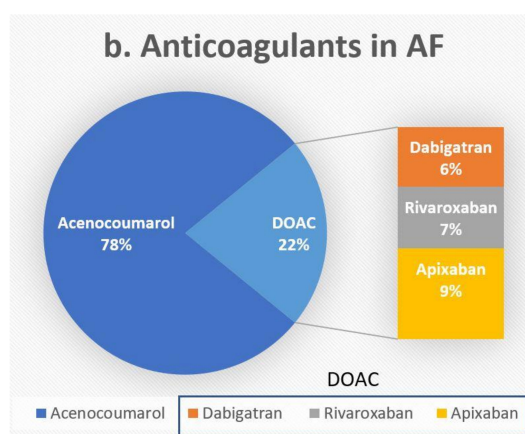 b. Anticoagulants in AF
Acenocoumarol
78%
DOAC
22%
Dabigatran
6%
Rivaroxaban
7%
Apixaban
9%
DOAC
Acenocoumarol Dabigatran Rivaroxaban Apixaban